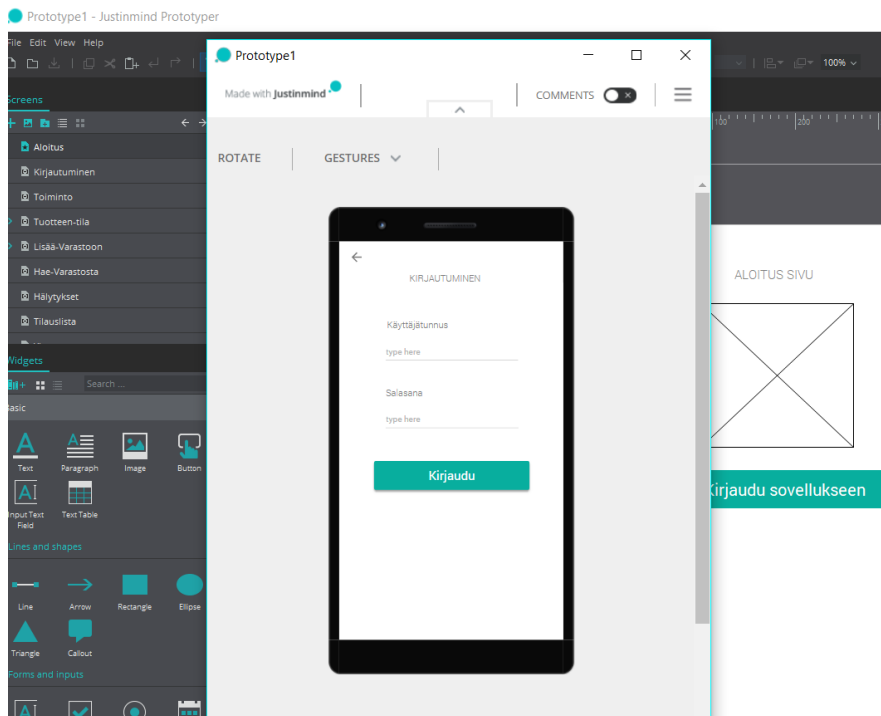 Prototype1 - Justinmind Prototyper
File Edit View Help
100%
Screens
Aloitus
Kirjautuminen
Toiminto
Tuotteen-tila
Lisää-Varastoon
Hae-Varastosta
Hälytykset
Tilauslista
Widgets
Search ...
Basic
Text Paragraph Image Button
Input Text Field Text Table
Lines and shapes
Line Arrow Rectangle Ellipse
Triangle Callout
Forms and inputs
Prototype1
Made with Justinmind
COMMENTS
ROTATE GESTURES
KIRJAUTUMINEN
Käyttäjätunnus
type here
Salasana
type here
Kirjaudu
100 200
ALOITUS SIVU
Kirjaudu sovellukseen